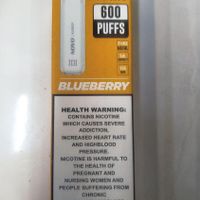 600
PUFFS
NOVO
BLUEBERRY
HEALTH WARNING:
CONTAINS NICOTINE
WHICH CAUSES SEVERE
ADDICTION,
INCREASED HEART RATE
AND HIGHBLOOD
PRESSURE.
NICOTINE IS HARMFUL TO
THE HEALTH OF
PREGNANT AND
NURSING WOMEN AND
PEOPLE SUFFERING FROM
CHRONIC